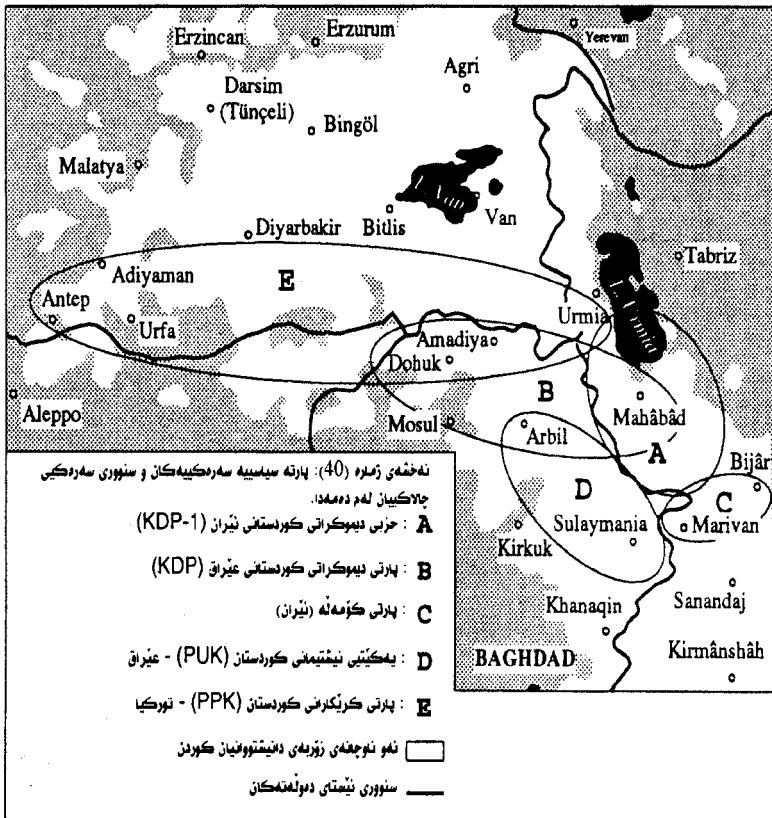 Erzincan
Erzurum
Yerevan
Agri
Darsim
(Tünçeli)
Bingöl
Malatya
Van
Bitlis
Diyarbakir
Tabriz
Adiyaman
E
Antep
Urfa
Urmia
Amadiya
Dohuk
B
Mahâbâd
Aleppo
Mosul
Arbil
A
Bijâr
D
C
Marivan
Sulaymania
Kirkuk
Sanandaj
Khanaqin
BAGHDAD
Kirmânshâh
نەخشەی ژمارە (40): پارتە سیاسییە سەرەکییەکان و سنووری سەرەکیی
چالاکییان لەم دەمەدا.
A : حزبی دیموکراتی کوردستانی ئێران (KDP-1)
B : پارتی دیموکراتی کوردستانی عێراق (KDP)
C : پارتی کۆمەڵە (ئێران)
D : یەکێتیی نیشتیمانی کوردستان (PUK) - عێراق
E : پارتی کرێکارانی کوردستان (PPK) - تورکیا
ئەو ناوچەی زۆربەی دانیشتووانیان کوردن
سنووری ئێستای دەوڵەتەکان